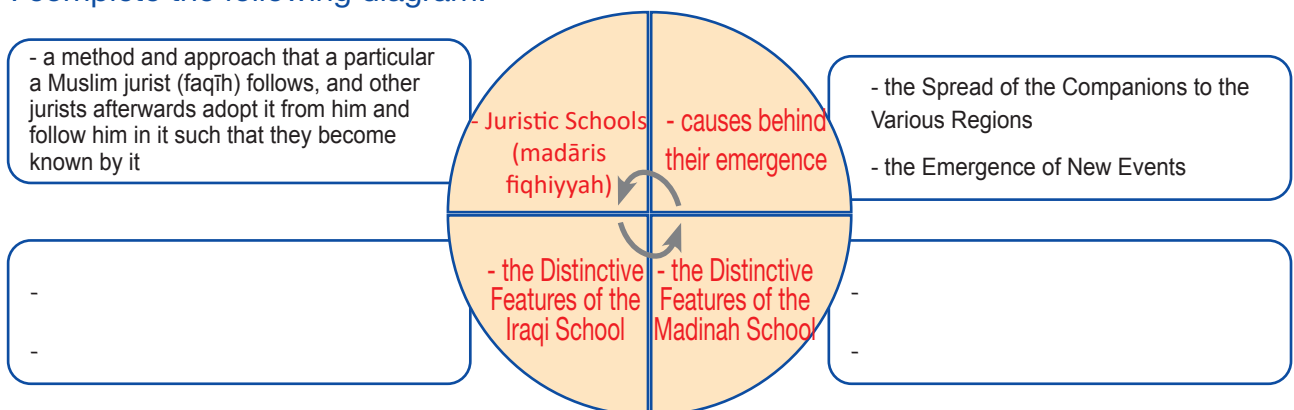 I complete the following diagram:
- a method and approach that a particular
a Muslim jurist (faqīh) follows, and other
jurists afterwards adopt it from him and
follow him in it such that they become
known by it
- Juristic Schools
(madāris
fiqhiyyah)
- causes behind
their emergence
- the Spread of the Companions to the
Various Regions
- the Emergence of New Events
-
-
- the Distinctive
Features of the
Iraqi School
- the Distinctive
Features of the
Madinah School
-
-